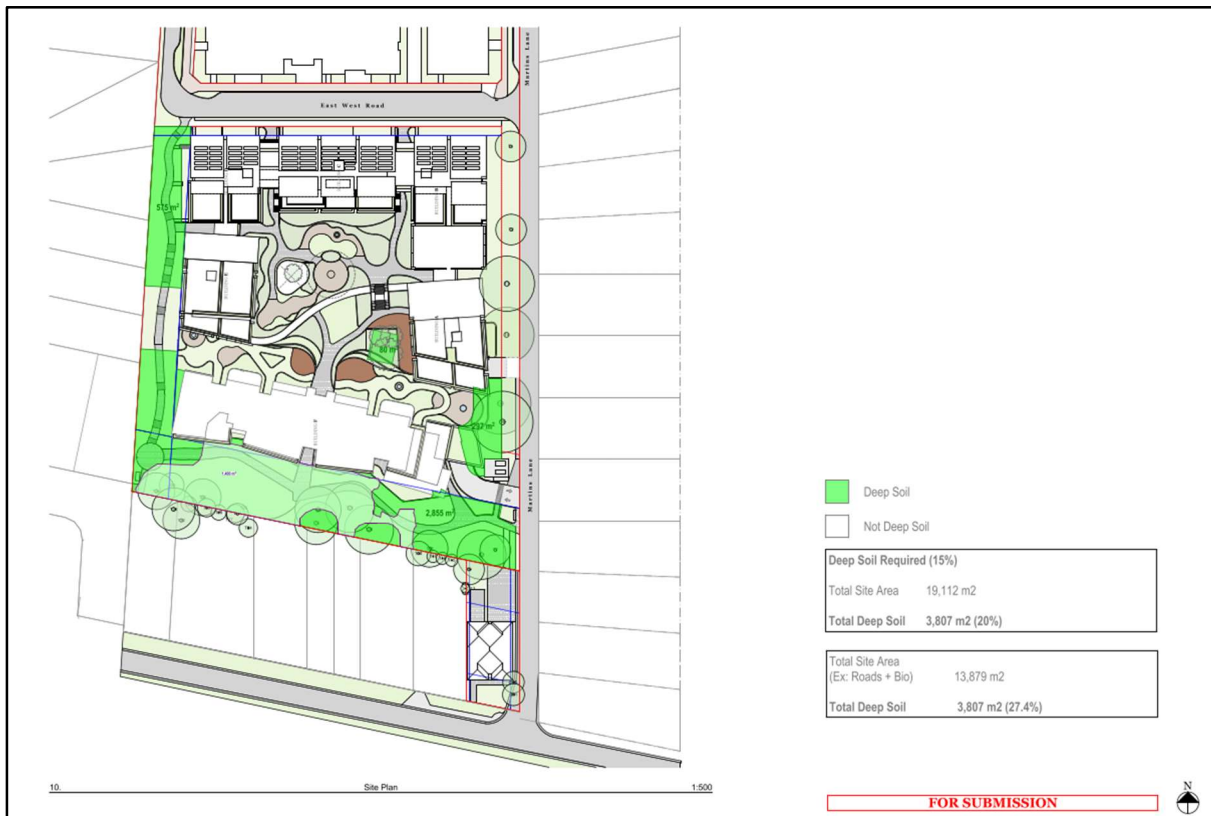 Martins Lane
East West Road
575 m²
80 m²
297 m²
2,855 m²
Martins Lane
Deep Soil
Not Deep Soil
Deep Soil Required (15%)
Total Site Area 19,112 m2
Total Deep Soil 3,807 m2 (20%)
Total Site Area
(Ex: Roads + Bio) 13,879 m2
Total Deep Soil 3,807 m2 (27.4%)
10. Site Plan 1:500
FOR SUBMISSION
N